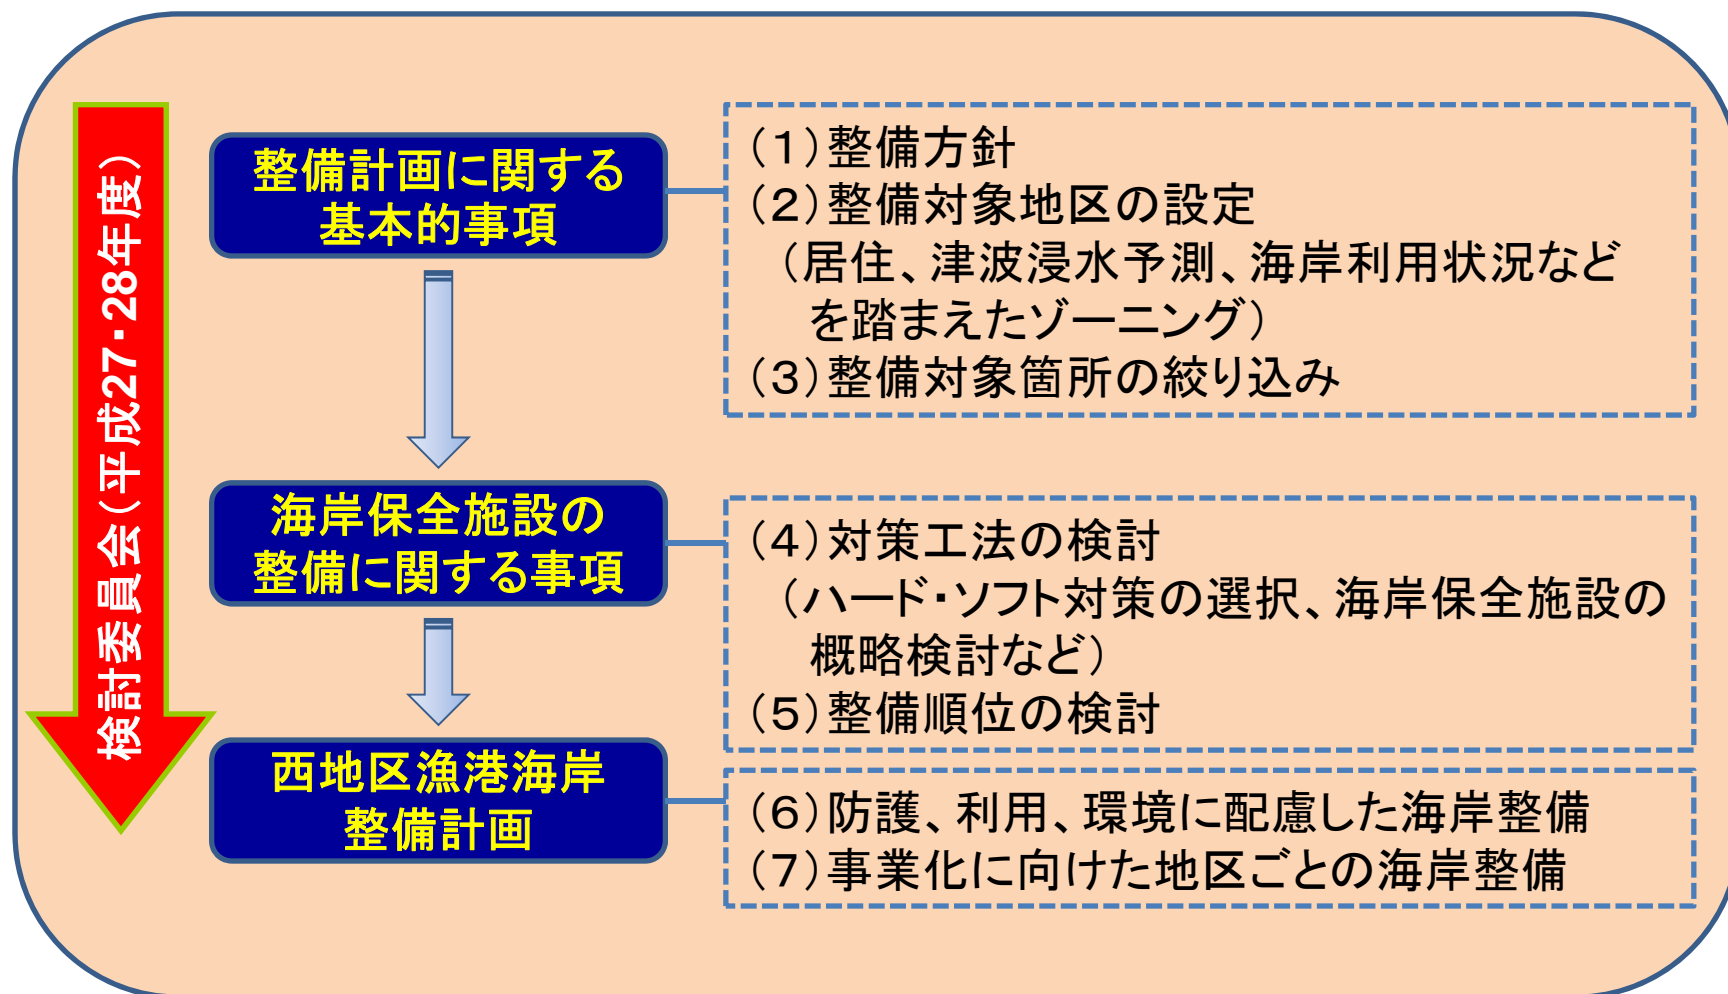 検討委員会（平成27・28年度）
整備計画に関する
基本的事項
（１）整備方針
（２）整備対象地区の設定
（居住、津波浸水予測、海岸利用状況など
を踏まえたゾーニング）
（３）整備対象箇所の絞り込み
海岸保全施設の
整備に関する事項
（４）対策工法の検討
（ハード・ソフト対策の選択、海岸保全施設の
概略検討など）
（５）整備順位の検討
西地区漁港海岸
整備計画
（６）防護、利用、環境に配慮した海岸整備
（７）事業化に向けた地区ごとの海岸整備